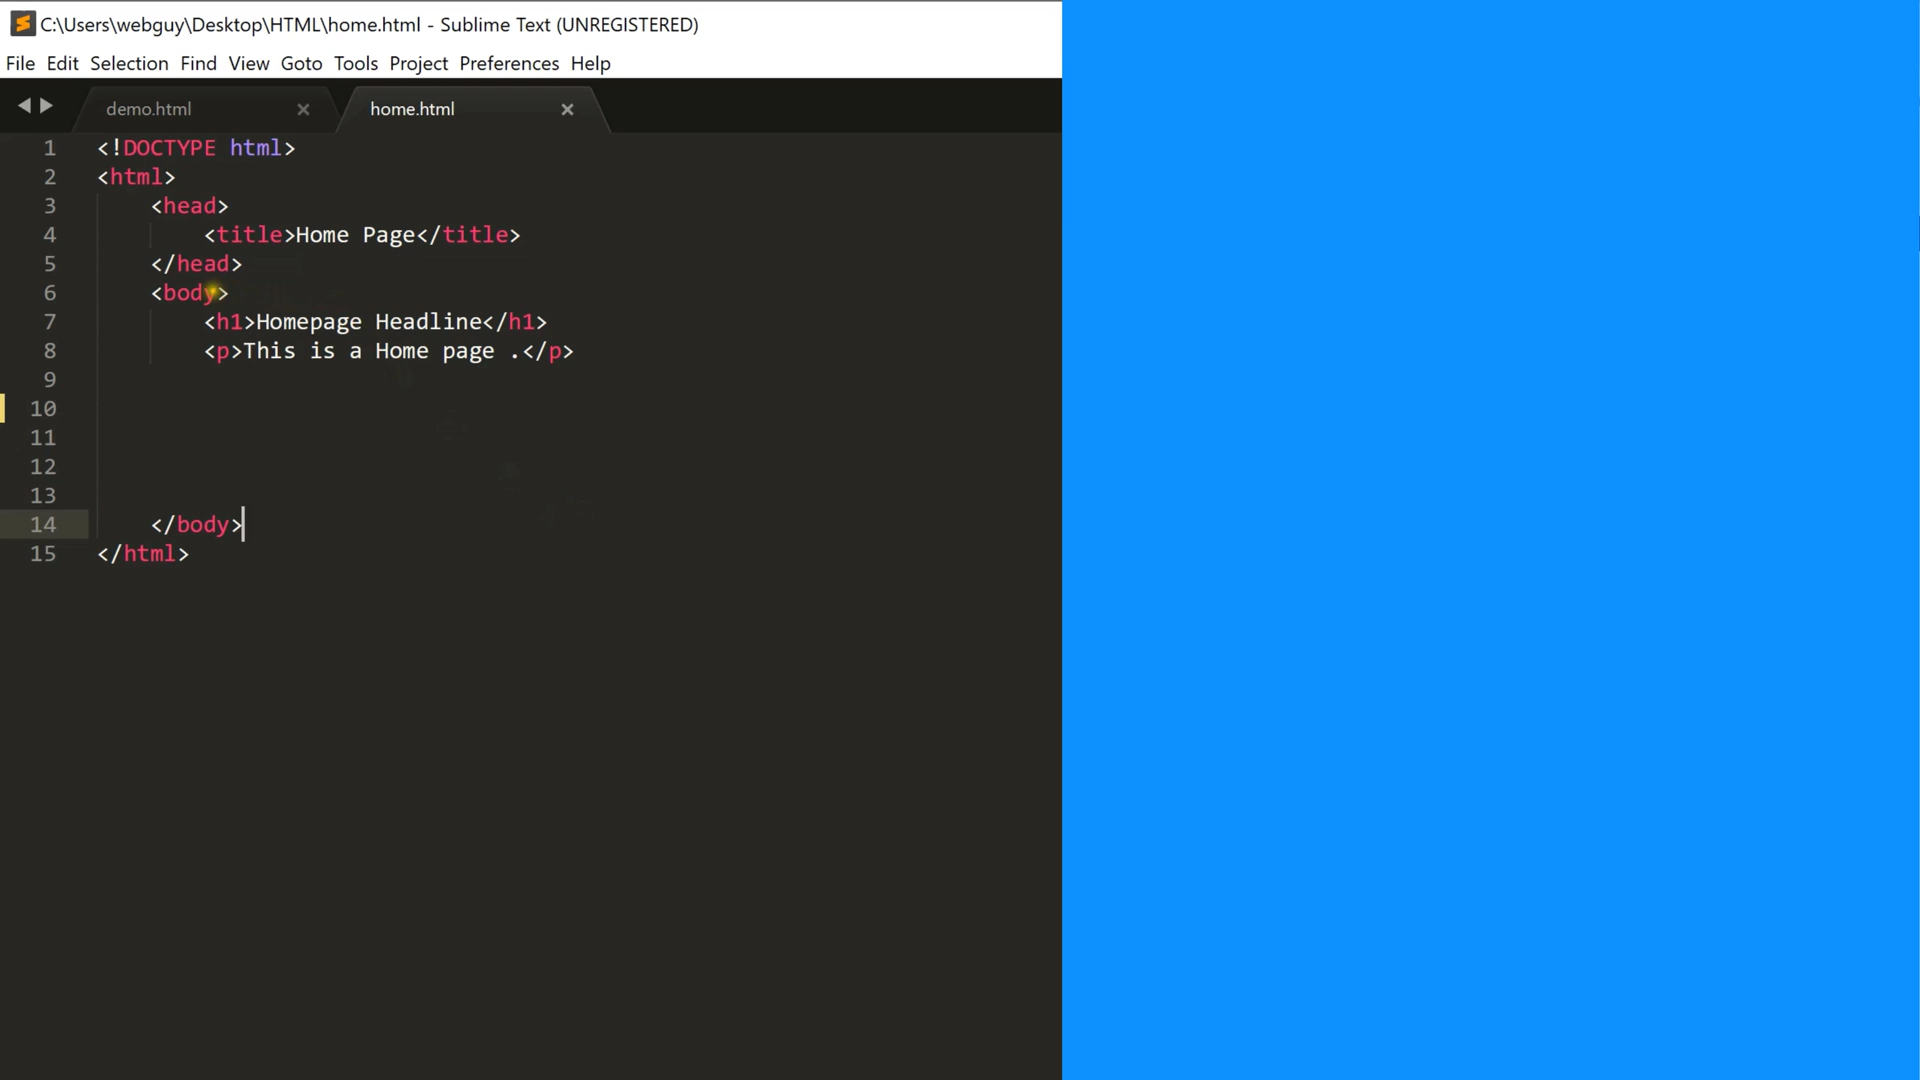 C:\Users\webguy\Desktop\HTML\home.html - Sublime Text (UNREGISTERED)
File Edit Selection Find View Goto Tools Project Preferences Help
demo.html × home.html ×
1 <!DOCTYPE html>
2 <html>
3 <head>
4 <title>Home Page</title>
5 </head>
6 <body>
7 <h1>Homepage Headline</h1>
8 <p>This is a Home page .</p>
9
10
11
12
13
14 </body>
15 </html>